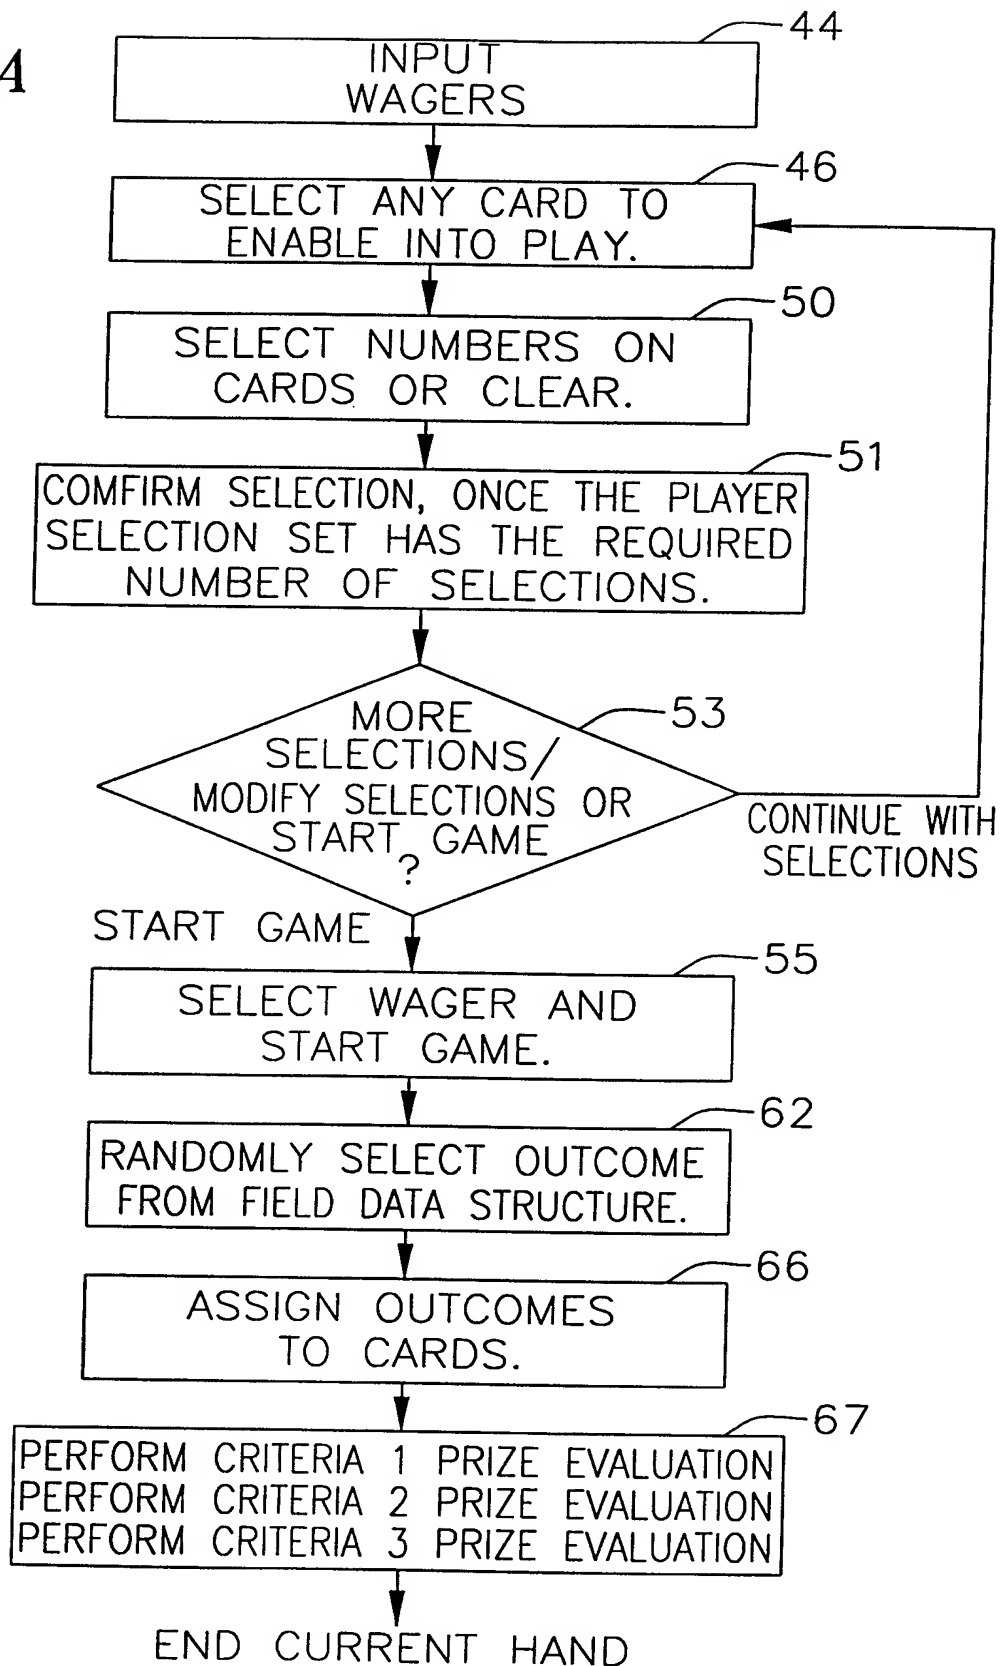 4
44
INPUT
WAGERS
46
SELECT ANY CARD TO
ENABLE INTO PLAY.
50
SELECT NUMBERS ON
CARDS OR CLEAR.
51
COMFIRM SELECTION, ONCE THE PLAYER
SELECTION SET HAS THE REQUIRED
NUMBER OF SELECTIONS.
53
MORE
SELECTIONS/
MODIFY SELECTIONS OR
START GAME
?
CONTINUE WITH
SELECTIONS
START GAME
55
SELECT WAGER AND
START GAME.
62
RANDOMLY SELECT OUTCOME
FROM FIELD DATA STRUCTURE.
66
ASSIGN OUTCOMES
TO CARDS.
67
PERFORM CRITERIA 1 PRIZE EVALUATION
PERFORM CRITERIA 2 PRIZE EVALUATION
PERFORM CRITERIA 3 PRIZE EVALUATION
END CURRENT HAND